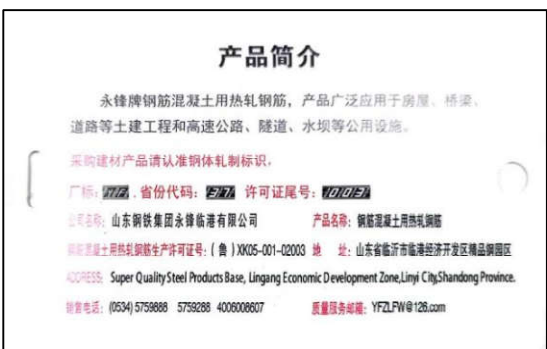 产品简介
永锋牌钢筋混凝土用热轧钢筋，产品广泛应用于房屋、桥梁、
道路等土建工程和高速公路、隧道、水坝等公用设施。
采购建材产品请认准钢体轧制标识，
厂标： ，省份代码：37 许可证尾号：
公司名称：山东钢铁集团永锋临港有限公司 产品名称：钢筋混凝土用热轧钢筋
钢筋混凝土用热轧钢筋生产许可证号：(鲁) XK05-001-02003 地 址：山东省临沂市临港经济开发区精品钢园区
ADDRESS: Super Quality Steel Products Base, Lingang Economic Development Zone,Linyi City,Shandong Province.
销售电话：(0534) 5759888 5759288 4006008607 质量服务邮箱：YFZLFW@126.com